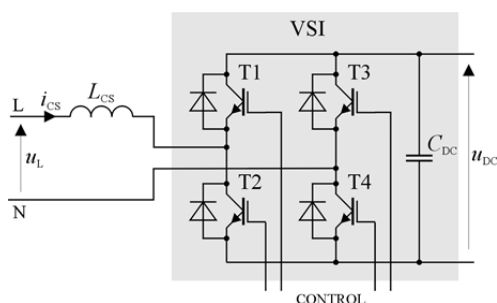 VSI
T1
T3
L
i_CS
L_CS
u_L
C_DC
u_DC
N
T2
T4
CONTROL